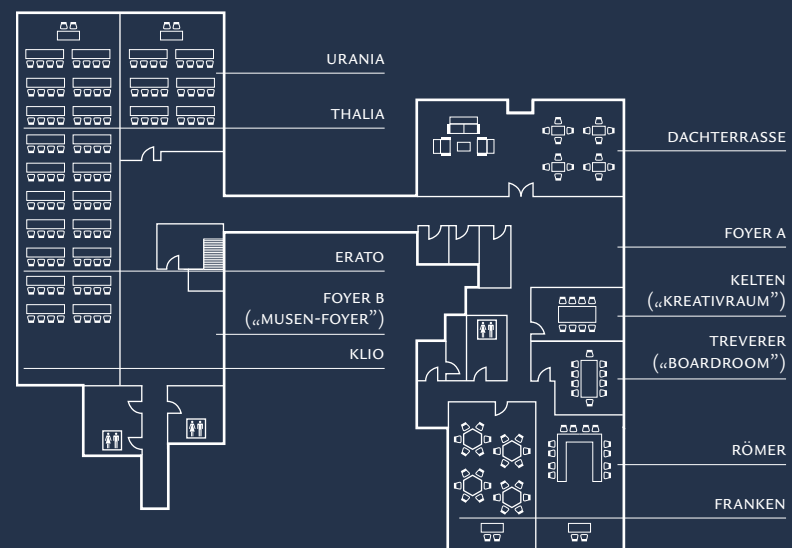 URANIA
THALIA
ERATO
FOYER B
(„MUSEN-FOYER”)
KLIO
DACHTERRASSE
FOYER A
KELTEN
(„KREATIVRAUM”)
TREVERER
(„BOARDROOM”)
RÖMER
FRANKEN